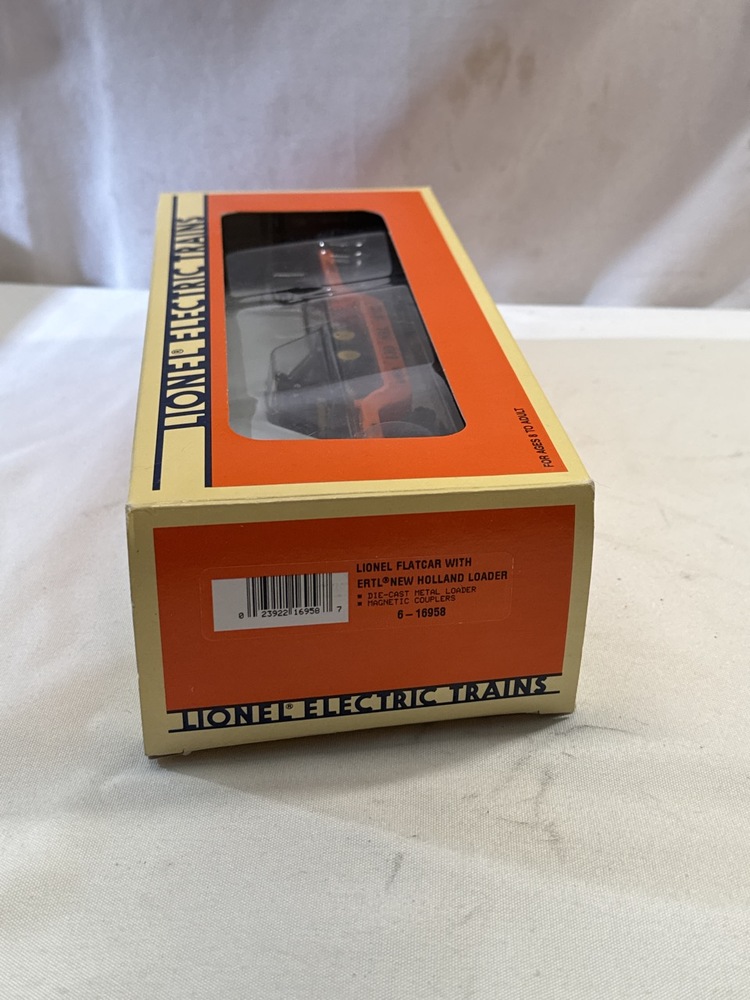 LIONEL® ELECTRIC TRAINS
FOR AGES 8 TO ADULT
LIONEL FLATCAR WITH
ERTL® NEW HOLLAND LOADER
■ DIE-CAST METAL LOADER
■ MAGNETIC COUPLERS
6-16958
0 23922 16958 7
LIONEL® ELECTRIC TRAINS